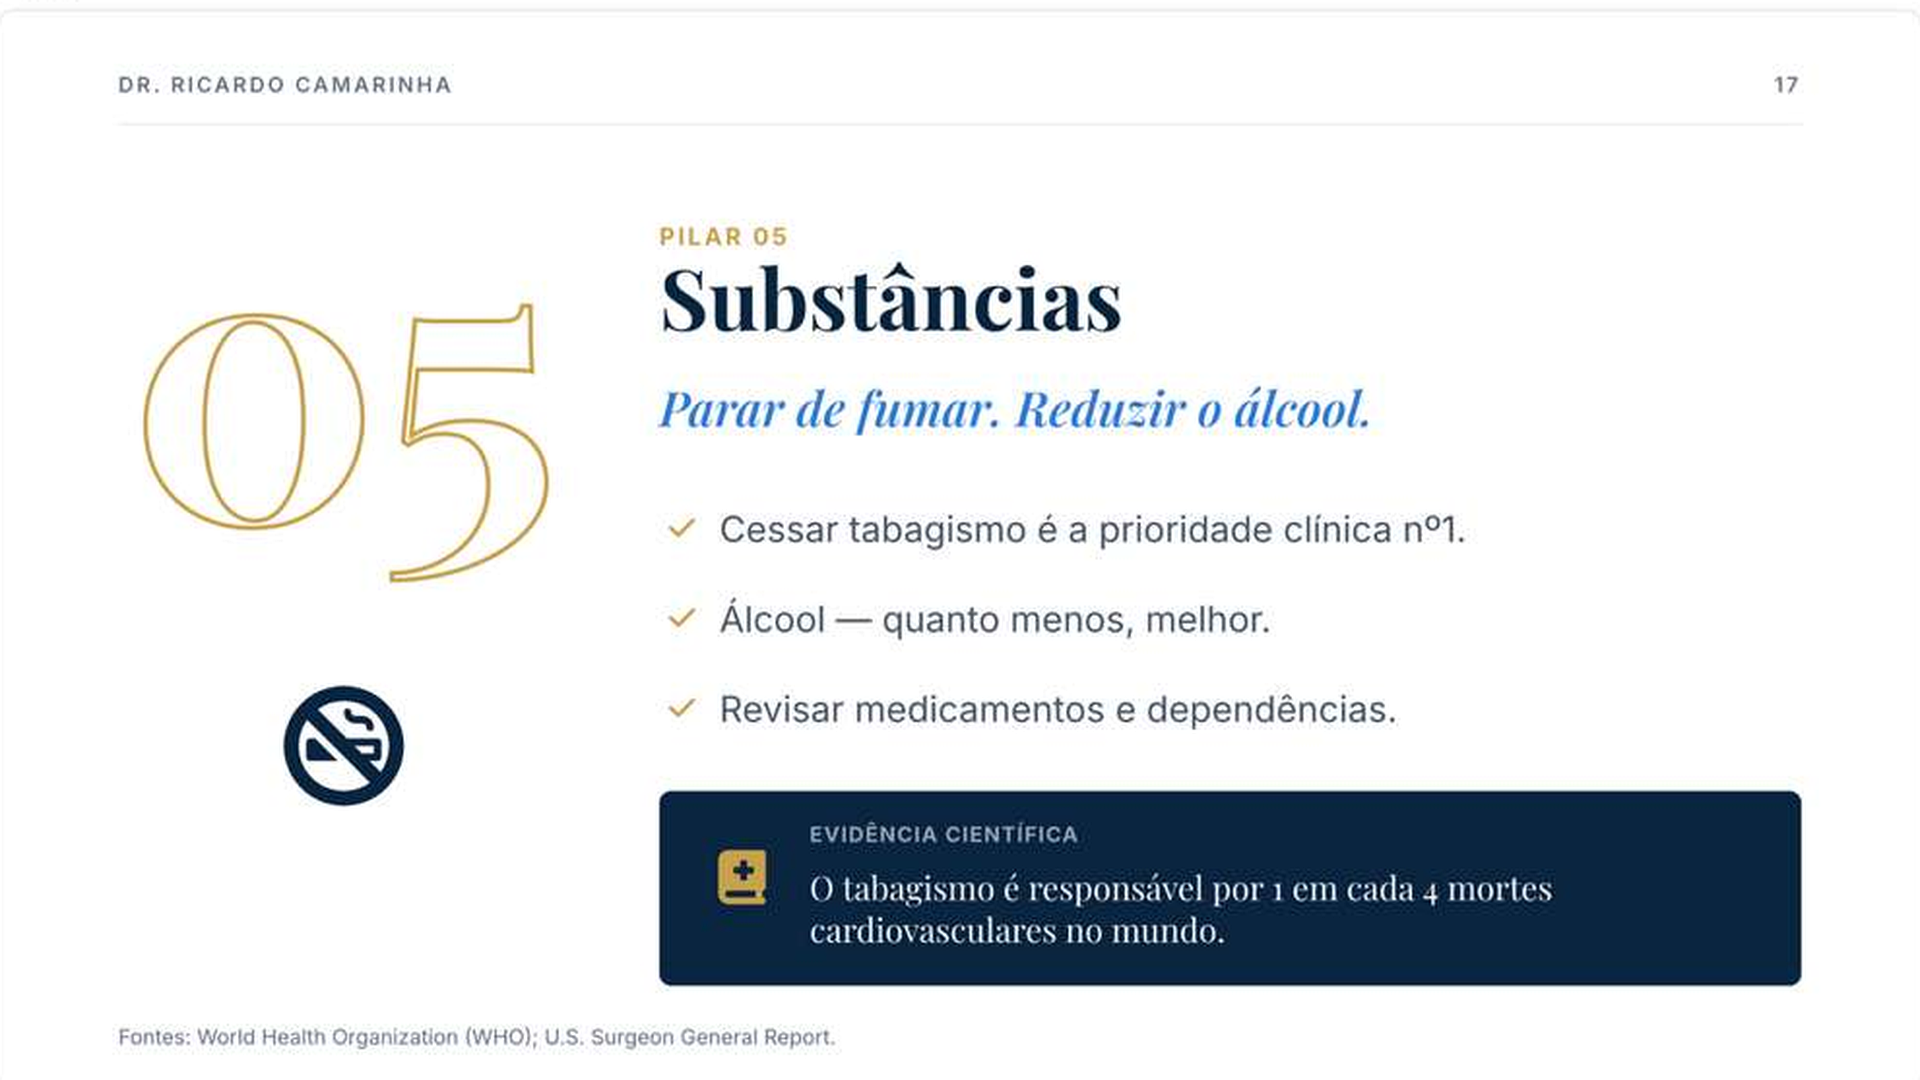 DR. RICARDO CAMARINHA
17
PILAR 05
Substâncias
05
Parar de fumar. Reduzir o álcool.
Cessar tabagismo é a prioridade clínica nº1.
Álcool — quanto menos, melhor.
Revisar medicamentos e dependências.
EVIDÊNCIA CIENTÍFICA
O tabagismo é responsável por 1 em cada 4 mortes
cardiovasculares no mundo.
Fontes: World Health Organization (WHO); U.S. Surgeon General Report.